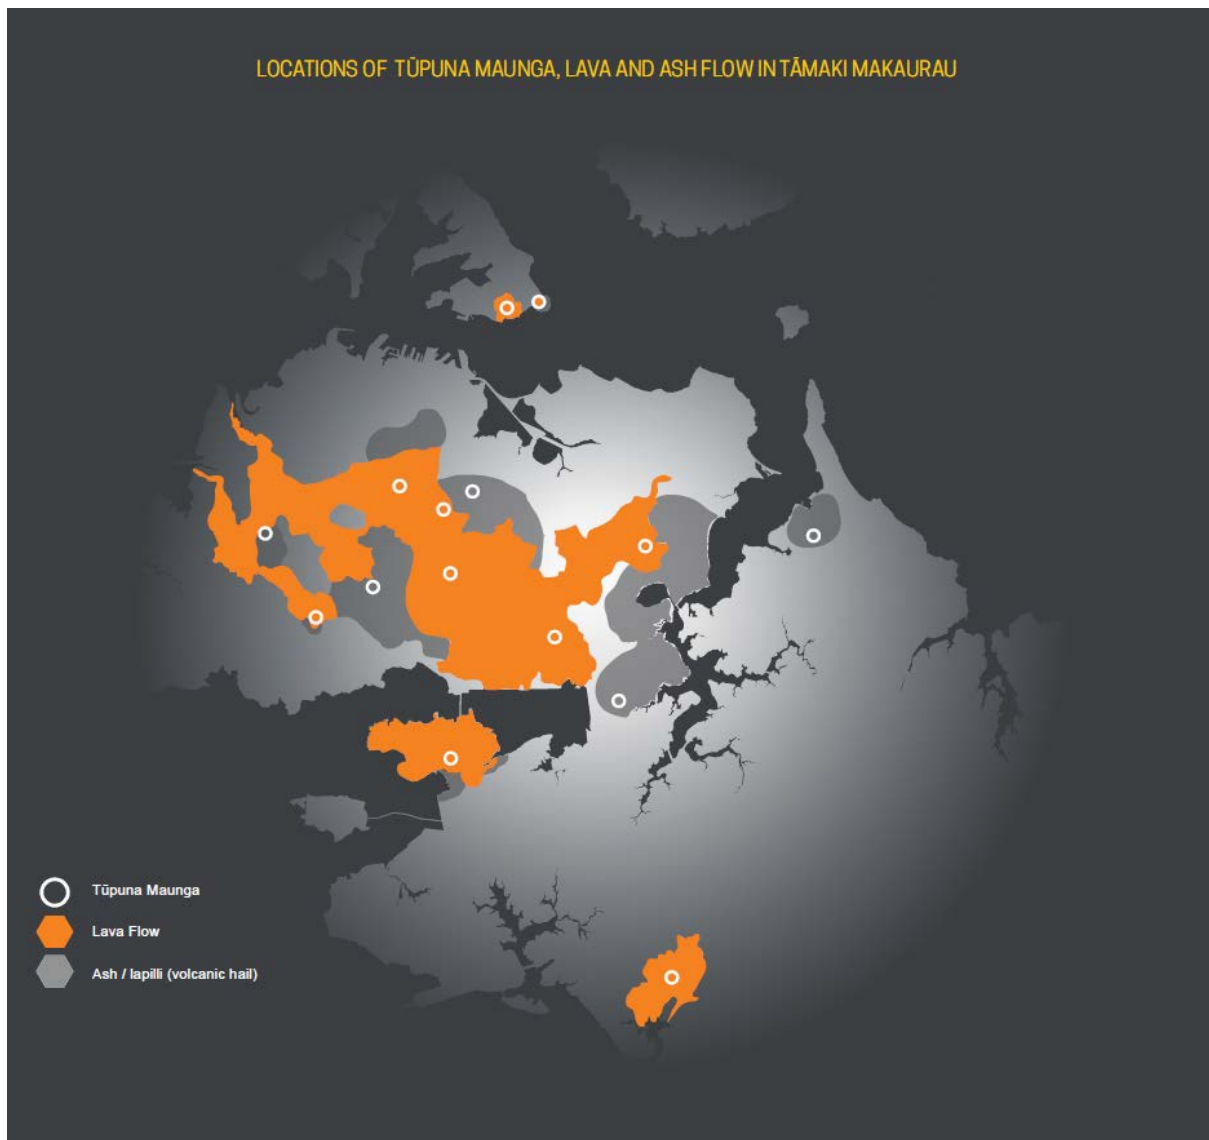 LOCATIONS OF TŪPUNA MAUNGA, LAVA AND ASH FLOW IN TĀMAKI MAKAURAU
Tūpuna Maunga
Lava Flow
Ash / lapilli (volcanic hail)